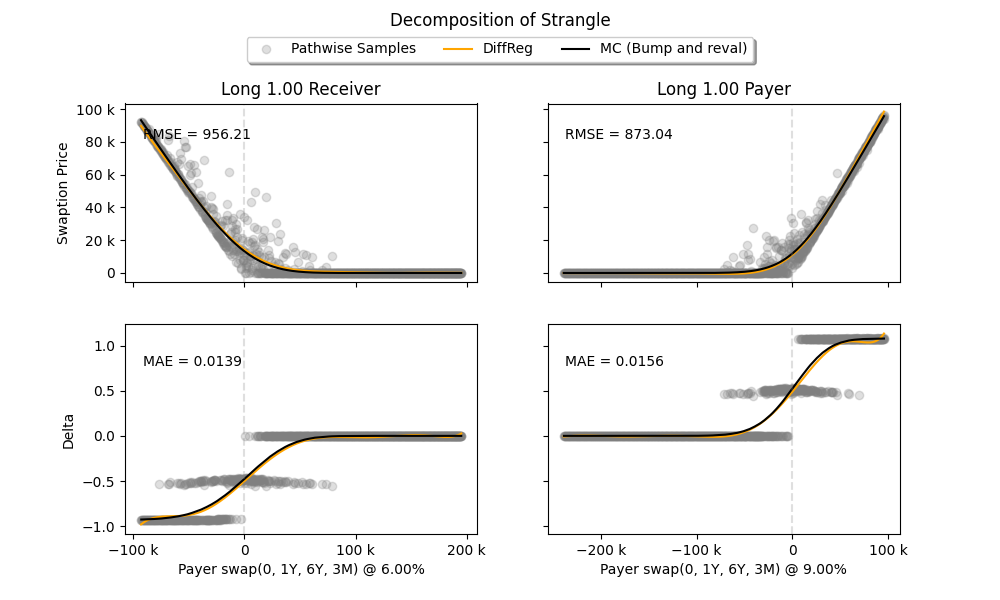 Decomposition of Strangle
Pathwise Samples DiffReg MC (Bump and reval)
Long 1.00 Receiver Long 1.00 Payer
100 k
80 k
60 k
40 k
20 k
0
Swaption Price
RMSE = 956.21
RMSE = 873.04
1.0
0.5
0.0
−0.5
−1.0
Delta
MAE = 0.0139
MAE = 0.0156
−100 k 0 100 k 200 k
−200 k −100 k 0 100 k
Payer swap(0, 1Y, 6Y, 3M) @ 6.00%
Payer swap(0, 1Y, 6Y, 3M) @ 9.00%